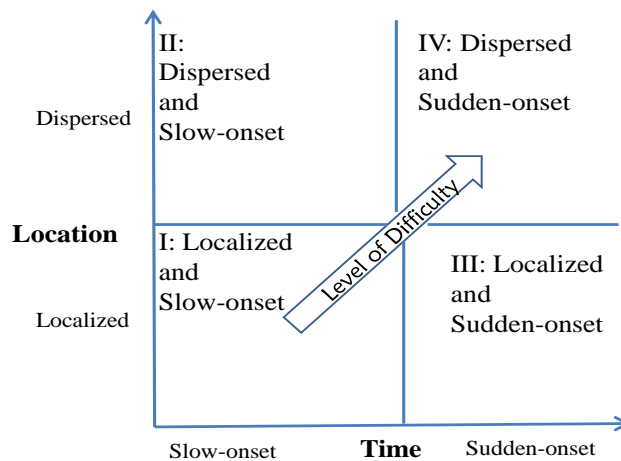 II:
Dispersed
and
Slow-onset
IV: Dispersed
and
Sudden-onset
Dispersed
Level of Difficulty
Location
I: Localized
and
Slow-onset
III: Localized
and
Sudden-onset
Localized
Slow-onset
Time
Sudden-onset